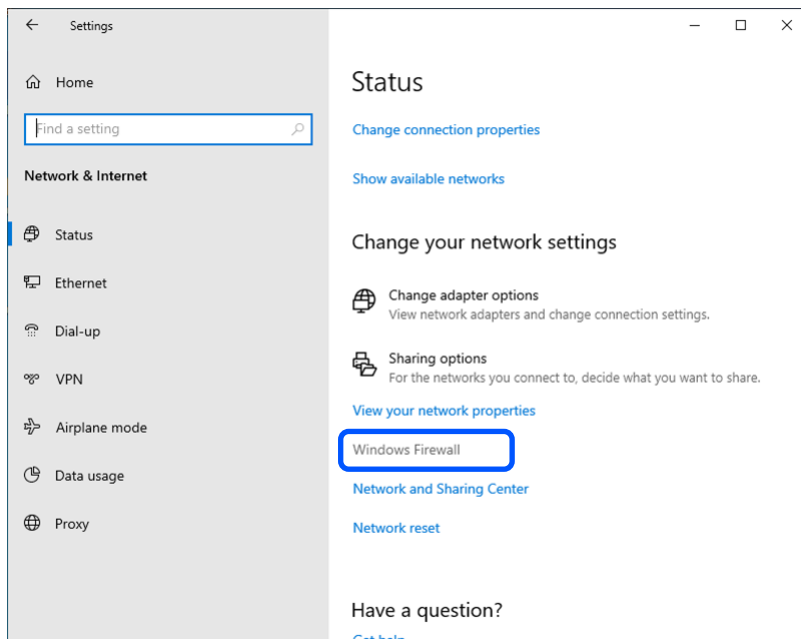 Settings
Home
Find a setting
Network & Internet
Status
Ethernet
Dial-up
VPN
Airplane mode
Data usage
Proxy
Status
Change connection properties
Show available networks
Change your network settings
Change adapter options
View network adapters and change connection settings.
Sharing options
For the networks you connect to, decide what you want to share.
View your network properties
Windows Firewall
Network and Sharing Center
Network reset
Have a question?
Get help